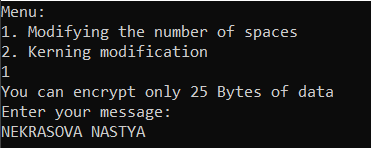 Menu:
1. Modifying the number of spaces
2. Kerning modification
1
You can encrypt only 25 Bytes of data
Enter your message:
NEKRASOVA NASTYA